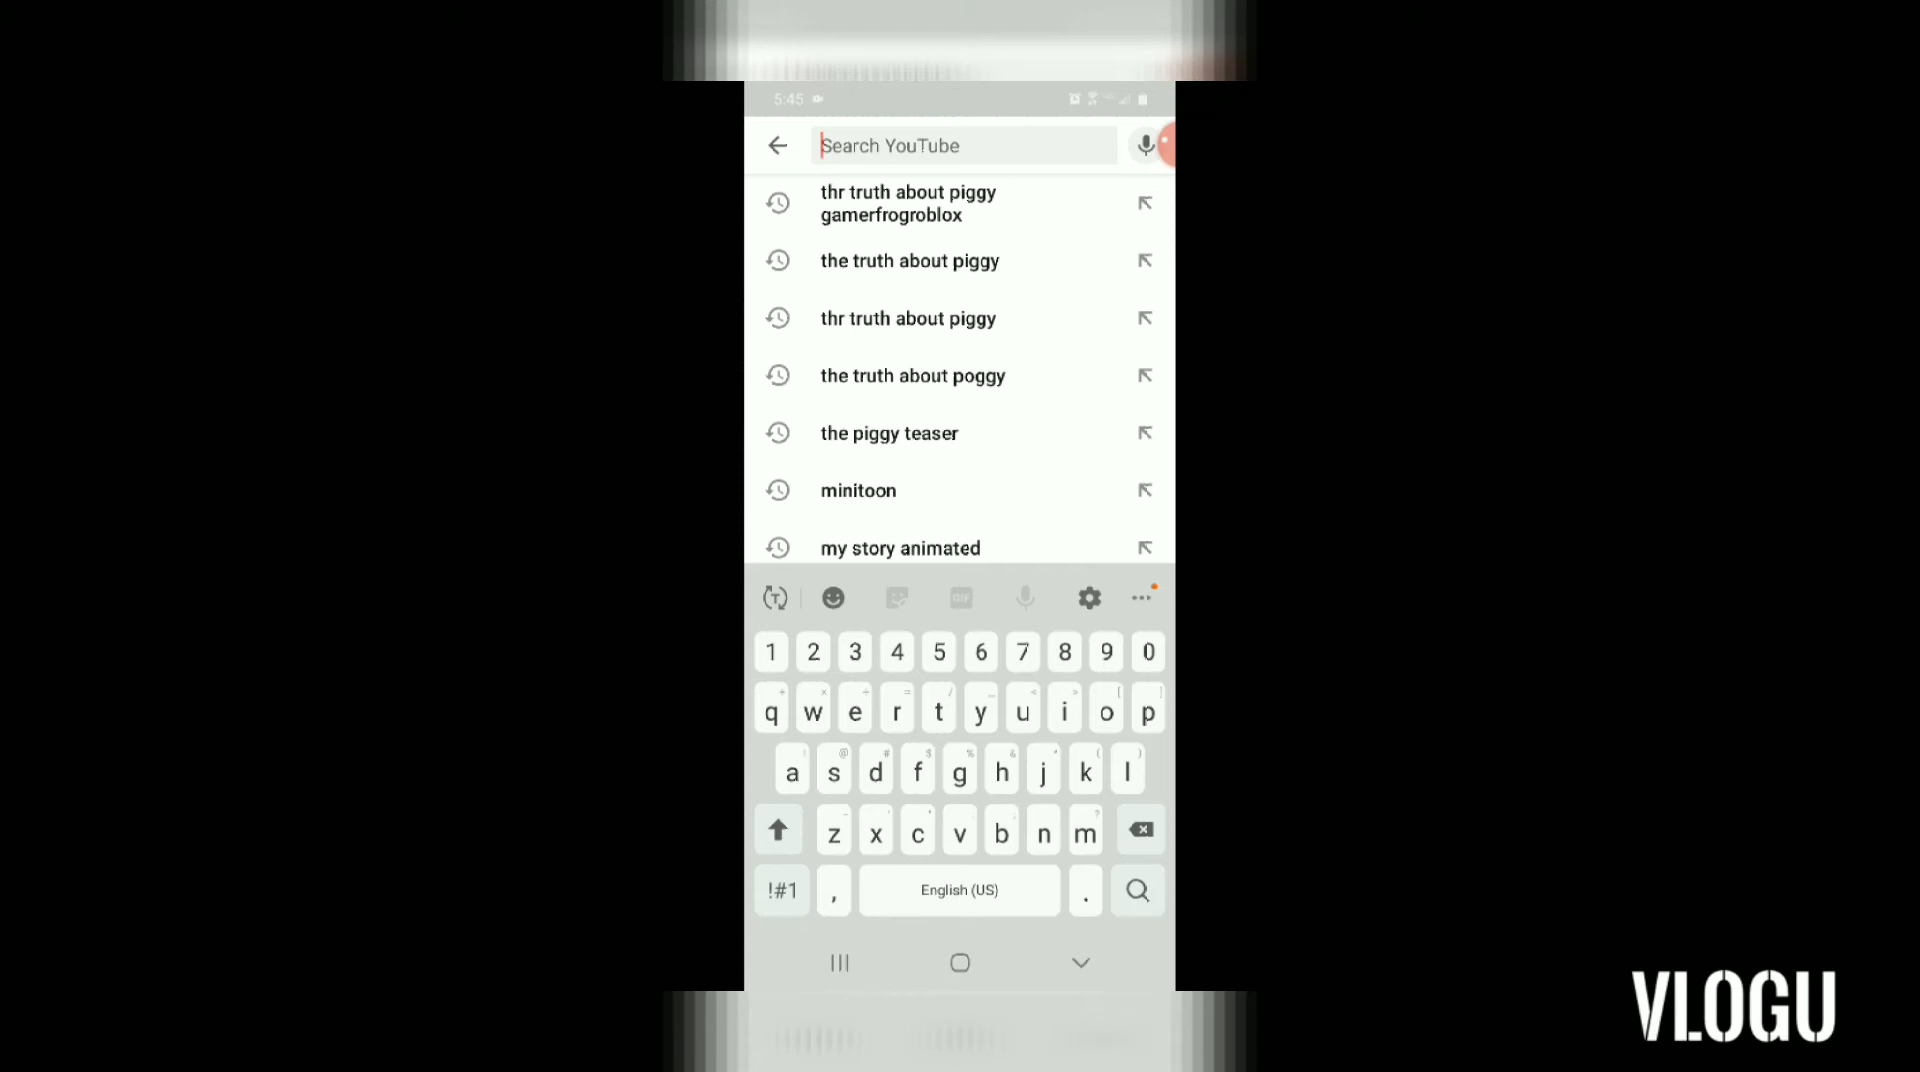 5:45
Search YouTube
thr truth about piggy
gamerfrogroblox
the truth about piggy
thr truth about piggy
the truth about poggy
the piggy teaser
minitoon
my story animated
T
GIF
1 2 3 4 5 6 7 8 9 0
q w e r t y u i o p
a s d f g h j k l
z x c v b n m
!#1 , English (US) .
VLOGU